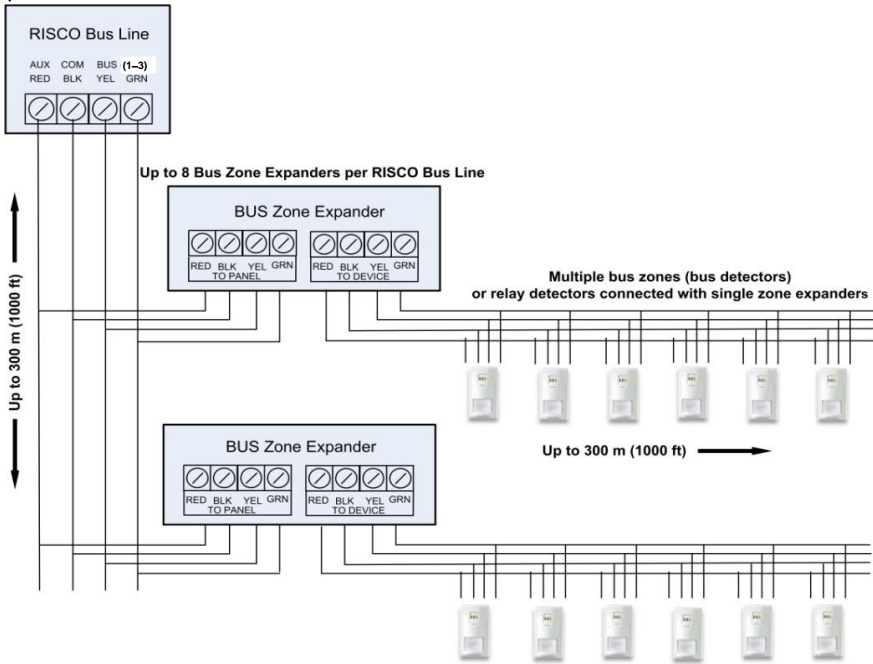 RISCO Bus Line
AUX COM BUS (1–3)
RED BLK YEL GRN
Up to 8 Bus Zone Expanders per RISCO Bus Line
BUS Zone Expander
RED BLK YEL GRN RED BLK YEL GRN
TO PANEL TO DEVICE
Multiple bus zones (bus detectors)
or relay detectors connected with single zone expanders
Up to 300 m (1000 ft)
BUS Zone Expander
RED BLK YEL GRN RED BLK YEL GRN
TO PANEL TO DEVICE
Up to 300 m (1000 ft)